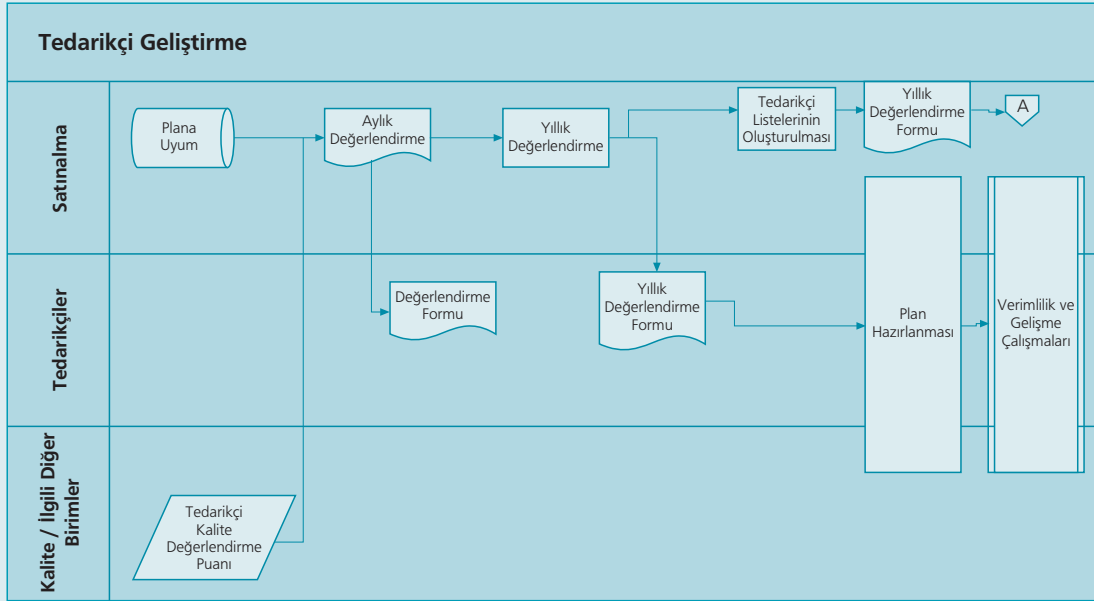 Tedarikçi Geliştirme
Satınalma
Plana
Uyum
Aylık
Değerlendirme
Yıllık
Değerlendirme
Tedarikçi
Listelerinin
Oluşturulması
Yıllık
Değerlendirme
Formu
A
Tedarikçiler
Değerlendirme
Formu
Yıllık
Değerlendirme
Formu
Plan
Hazırlanması
Verimlilik ve
Gelişme
Çalışmaları
Kalite / İlgili Diğer
Birimler
Tedarikçi
Kalite
Değerlendirme
Puanı